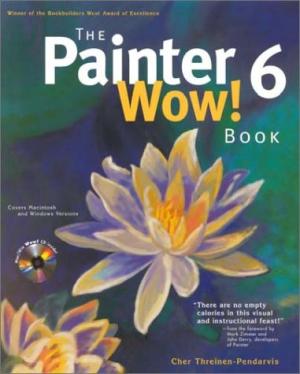 Winner of the Bookbuilders West Award of Excellence
THE
Painter 6
Wow!
BOOK
Covers Macintosh
and Windows Versions
"There are no empty
calories in this visual
and instructional feast!"
—from the foreword by
Mark Zimmer and
John Derry, developers
of Painter
Cher Threinen-Pendarvis